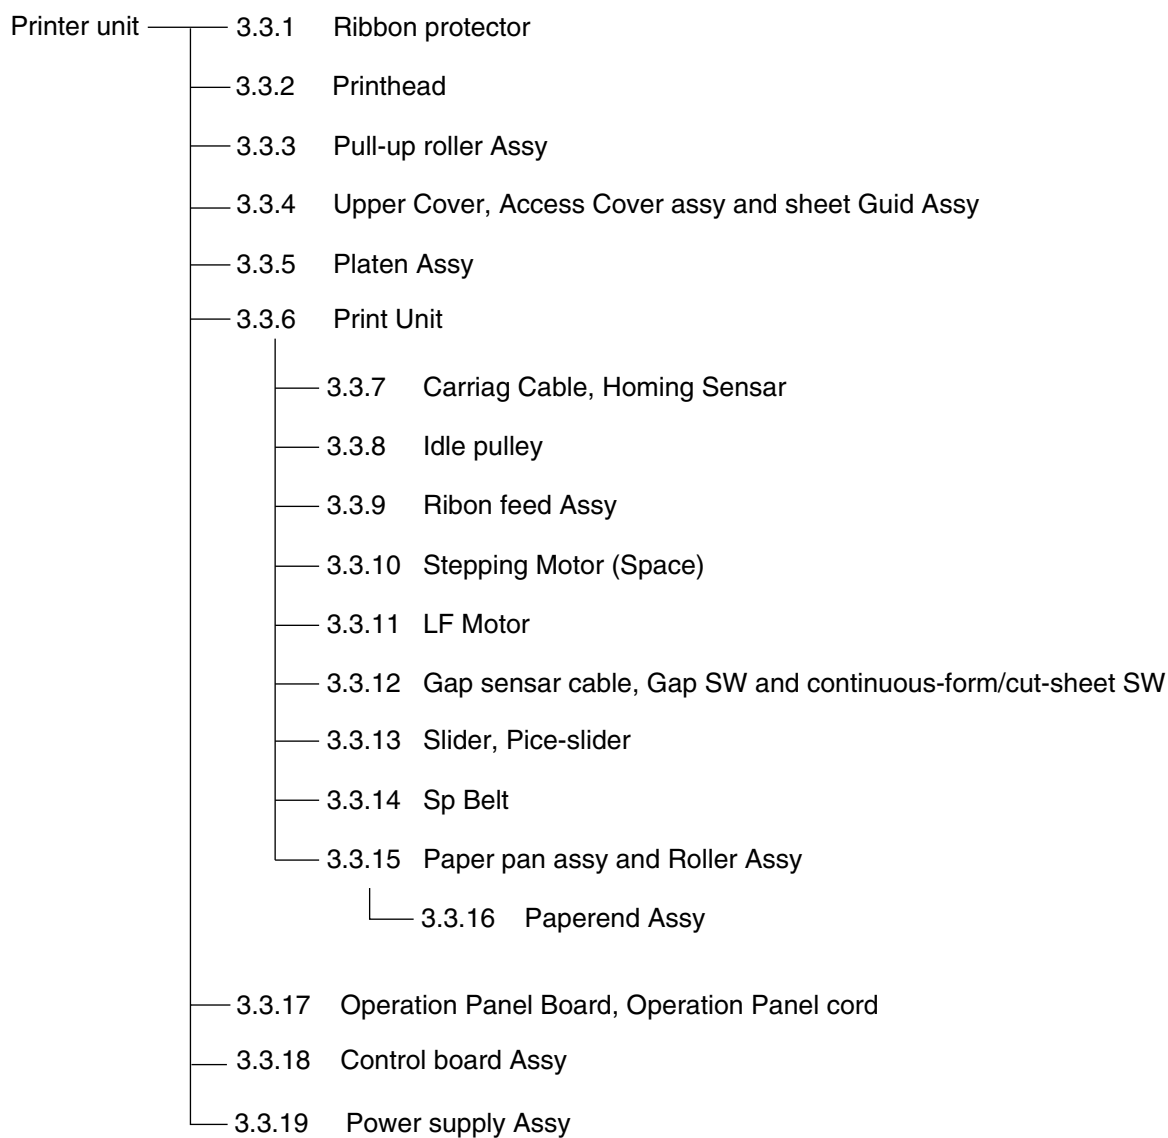 Printer unit 3.3.1 Ribbon protector
3.3.2 Printhead
3.3.3 Pull-up roller Assy
3.3.4 Upper Cover, Access Cover assy and sheet Guid Assy
3.3.5 Platen Assy
3.3.6 Print Unit
3.3.7 Carriag Cable, Homing Sensar
3.3.8 Idle pulley
3.3.9 Ribon feed Assy
3.3.10 Stepping Motor (Space)
3.3.11 LF Motor
3.3.12 Gap sensar cable, Gap SW and continuous-form/cut-sheet SW
3.3.13 Slider, Pice-slider
3.3.14 Sp Belt
3.3.15 Paper pan assy and Roller Assy
3.3.16 Paperend Assy
3.3.17 Operation Panel Board, Operation Panel cord
3.3.18 Control board Assy
3.3.19 Power supply Assy